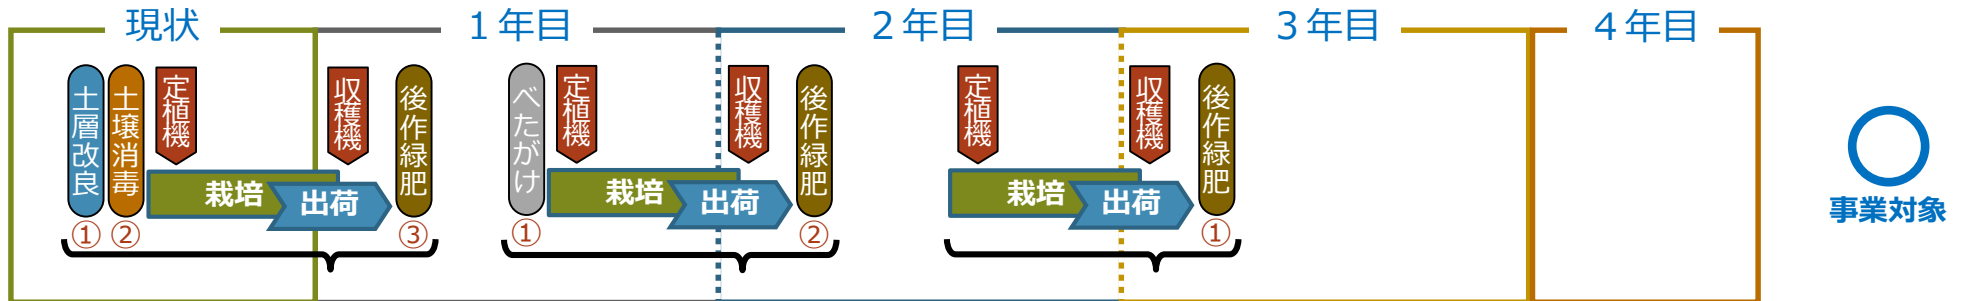 現状
1年目
2年目
3年目
4年目
土層改良
土壌消毒
定植機
収穫機
後作緑肥
べたがけ
定植機
収穫機
後作緑肥
定植機
収穫機
後作緑肥
栽培
出荷
栽培
出荷
栽培
出荷
①
②
③
①
②
①
事業対象